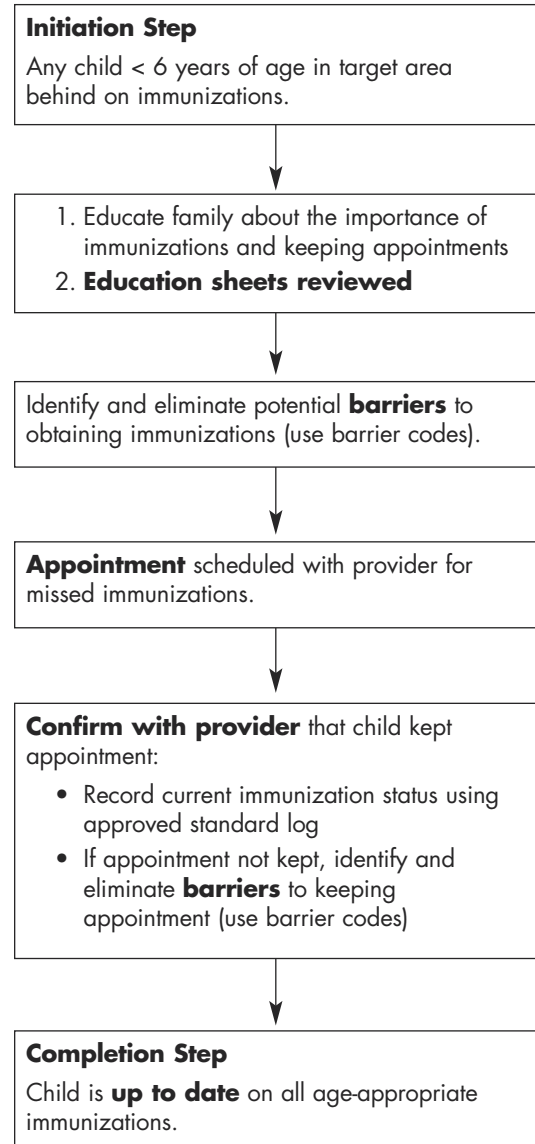 Initiation Step
Any child < 6 years of age in target area
behind on immunizations.
1. Educate family about the importance of
immunizations and keeping appointments
2. Education sheets reviewed
Identify and eliminate potential barriers to
obtaining immunizations (use barrier codes).
Appointment scheduled with provider for
missed immunizations.
Confirm with provider that child kept
appointment:
• Record current immunization status using
approved standard log
• If appointment not kept, identify and
eliminate barriers to keeping
appointment (use barrier codes)
Completion Step
Child is up to date on all age-appropriate
immunizations.